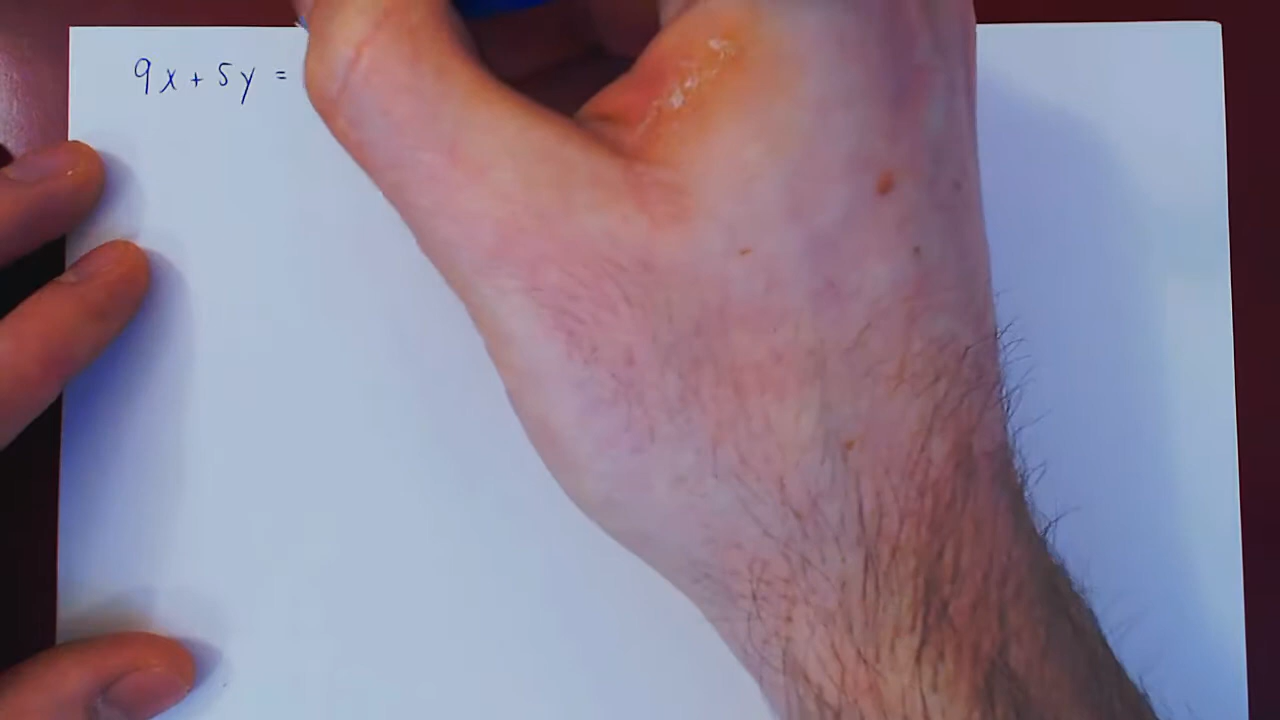 9x + 5y =